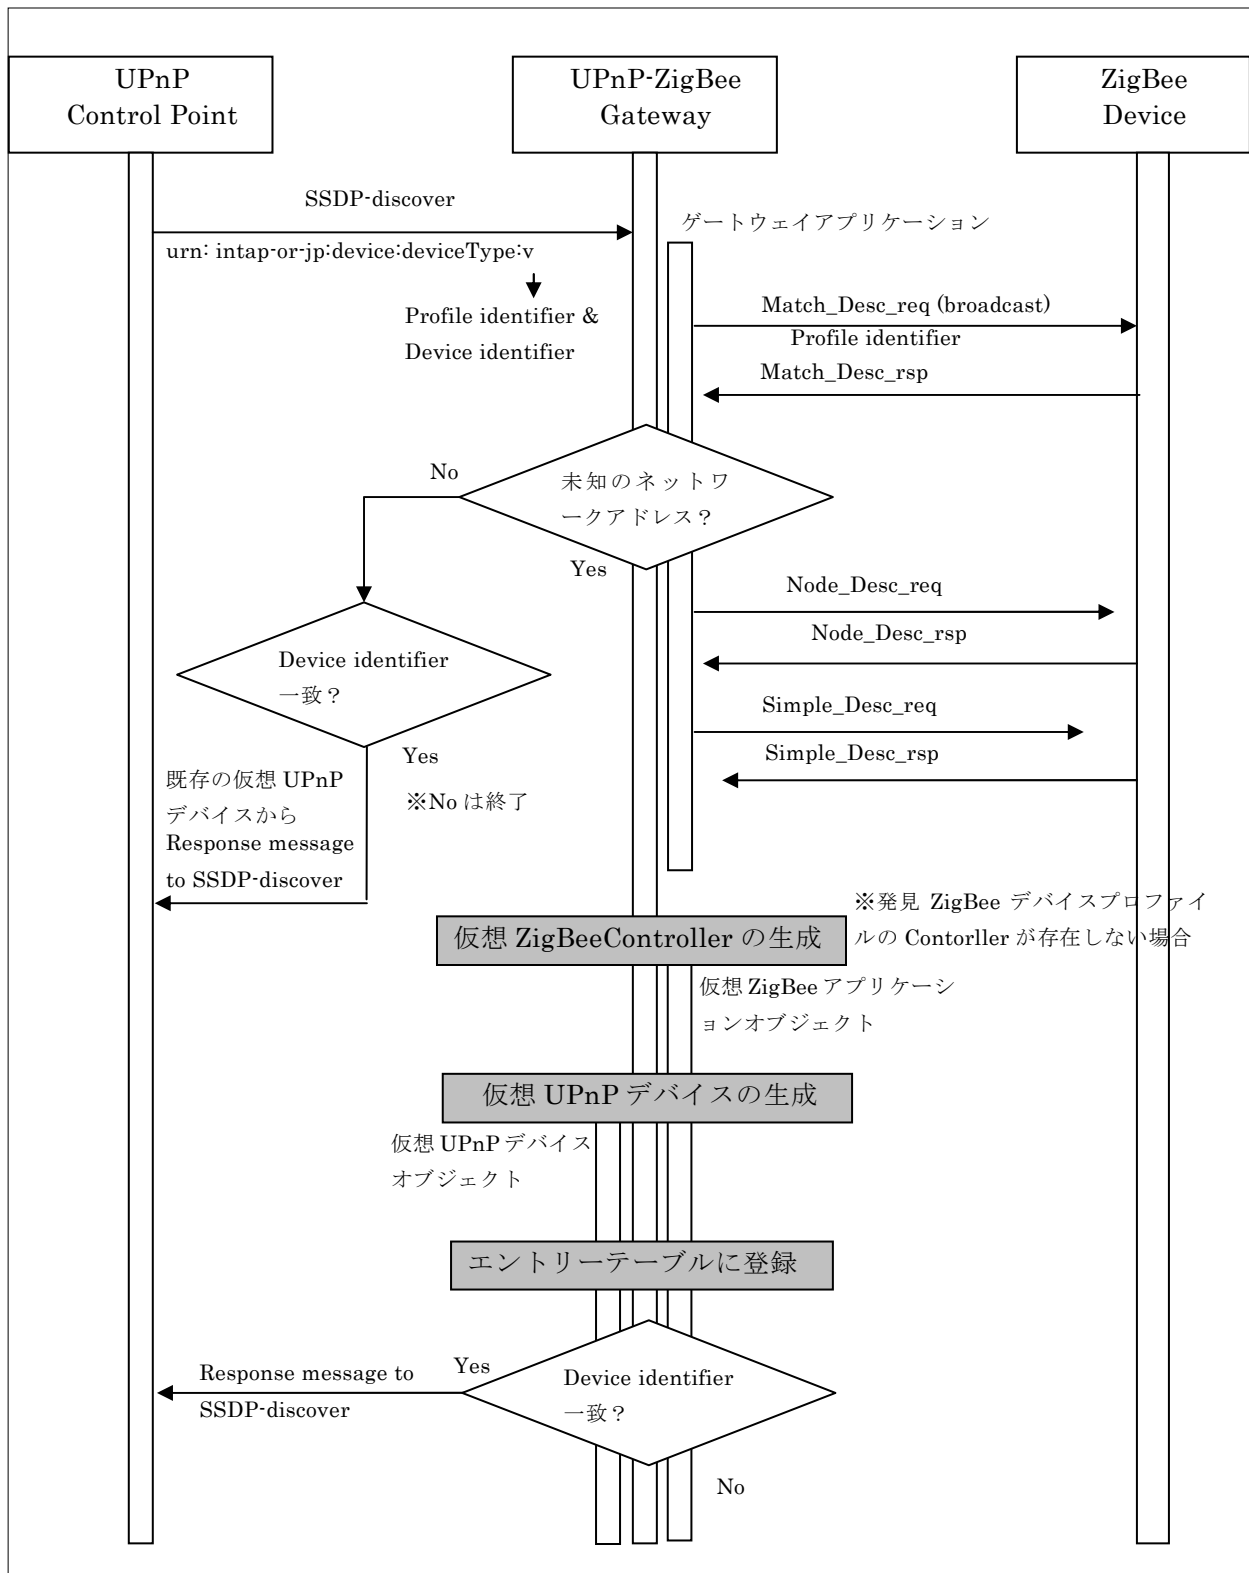 UPnP
Control Point
UPnP-ZigBee
Gateway
ZigBee
Device
SSDP-discover
urn: intap-or-jp:device:deviceType:v
ゲートウェイアプリケーション
Profile identifier &
Device identifier
Match_Desc_req (broadcast)
Profile identifier
Match_Desc_rsp
No
未知のネットワ
ークアドレス？
Yes
Node_Desc_req
Node_Desc_rsp
Device identifier
一致？
Simple_Desc_req
Simple_Desc_rsp
Yes
※No は終了
既存の仮想 UPnP
デバイスから
Response message
to SSDP-discover
※発見 ZigBee デバイスプロファイ
ルの Contorller が存在しない場合
仮想 ZigBeeController の生成
仮想 ZigBee アプリケーシ
ョンオブジェクト
仮想 UPnP デバイスの生成
仮想 UPnP デバイス
オブジェクト
エントリーテーブルに登録
Response message to
SSDP-discover
Yes
Device identifier
一致？
No